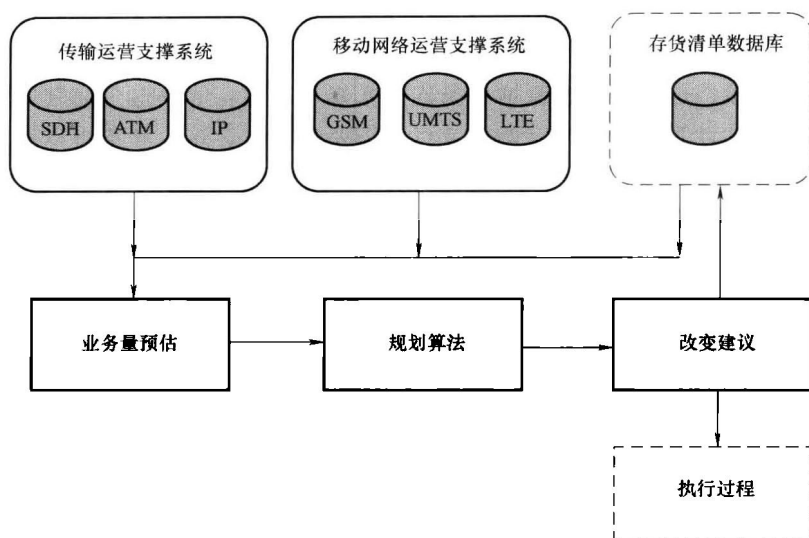 传输运营支撑系统
SDH
ATM
IP
移动网络运营支撑系统
GSM
UMTS
LTE
存货清单数据库
业务量预估
规划算法
改变建议
执行过程